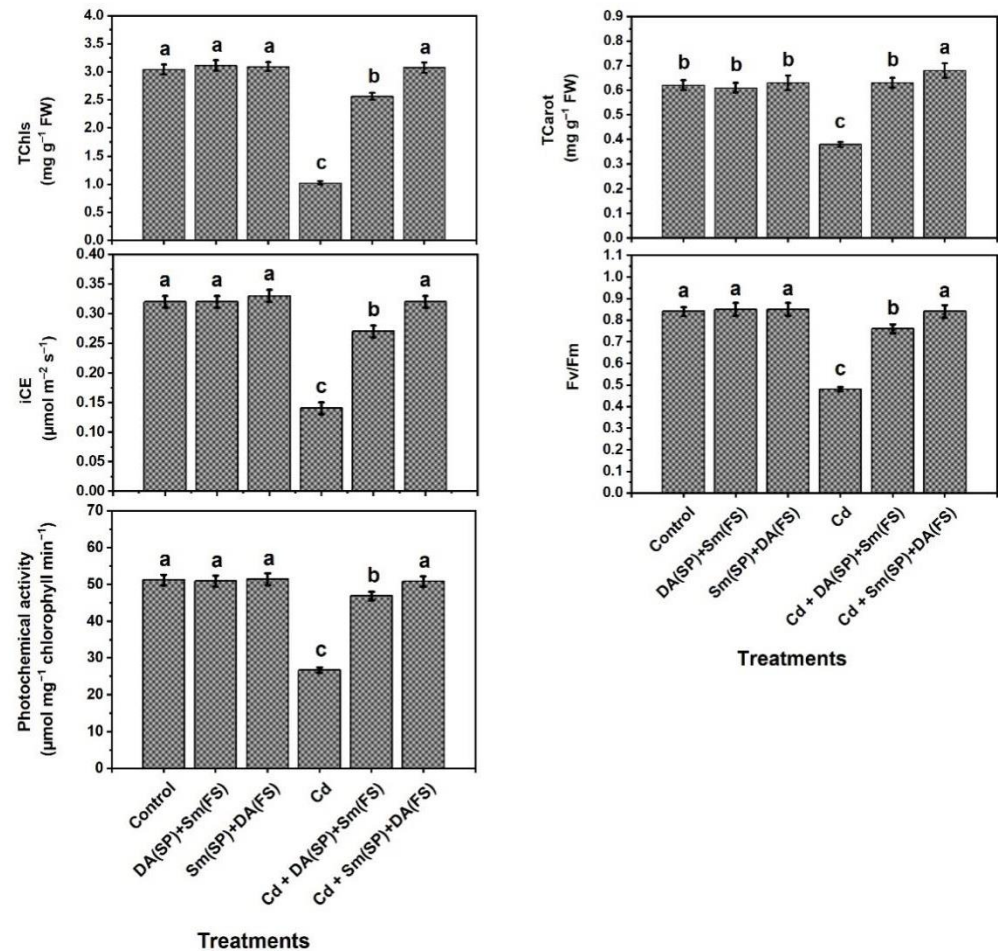 TChls
(mg g⁻¹ FW)
4.0
3.5
3.0
2.5
2.0
1.5
1.0
0.5
0.0
a
a
a
c
b
a
TCarot
(mg g⁻¹ FW)
0.9
0.8
0.7
0.6
0.5
0.4
0.3
0.2
0.1
0.0
b
b
b
c
b
a
iCE
(µmol m⁻² s⁻¹)
0.40
0.35
0.30
0.25
0.20
0.15
0.10
0.05
0.00
a
a
a
c
b
a
Fv/Fm
1.1
1.0
0.9
0.8
0.7
0.6
0.5
0.4
0.3
0.2
0.1
0.0
a
a
a
c
b
a
Control
DA(SP)+Sm(FS)
Sm(SP)+DA(FS)
Cd
Cd + DA(SP)+Sm(FS)
Cd + Sm(SP)+DA(FS)
Treatments
Photochemical activity
(µmol mg⁻¹ chlorophyll min⁻¹)
70
60
50
40
30
20
10
0
a
a
a
c
b
a
Control
DA(SP)+Sm(FS)
Sm(SP)+DA(FS)
Cd
Cd + DA(SP)+Sm(FS)
Cd + Sm(SP)+DA(FS)
Treatments